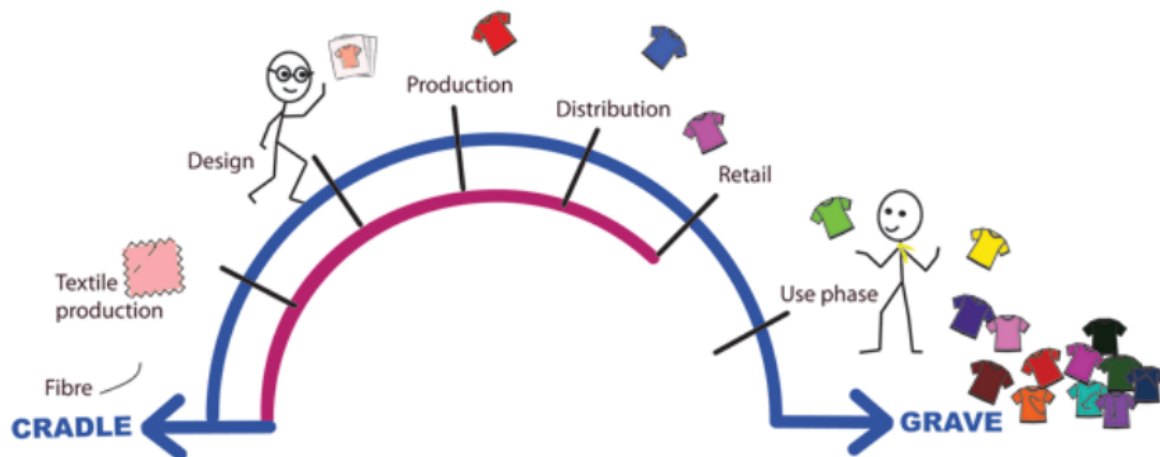 Production
Distribution
Design
Retail
Textile
production
Use phase
Fibre
CRADLE
GRAVE